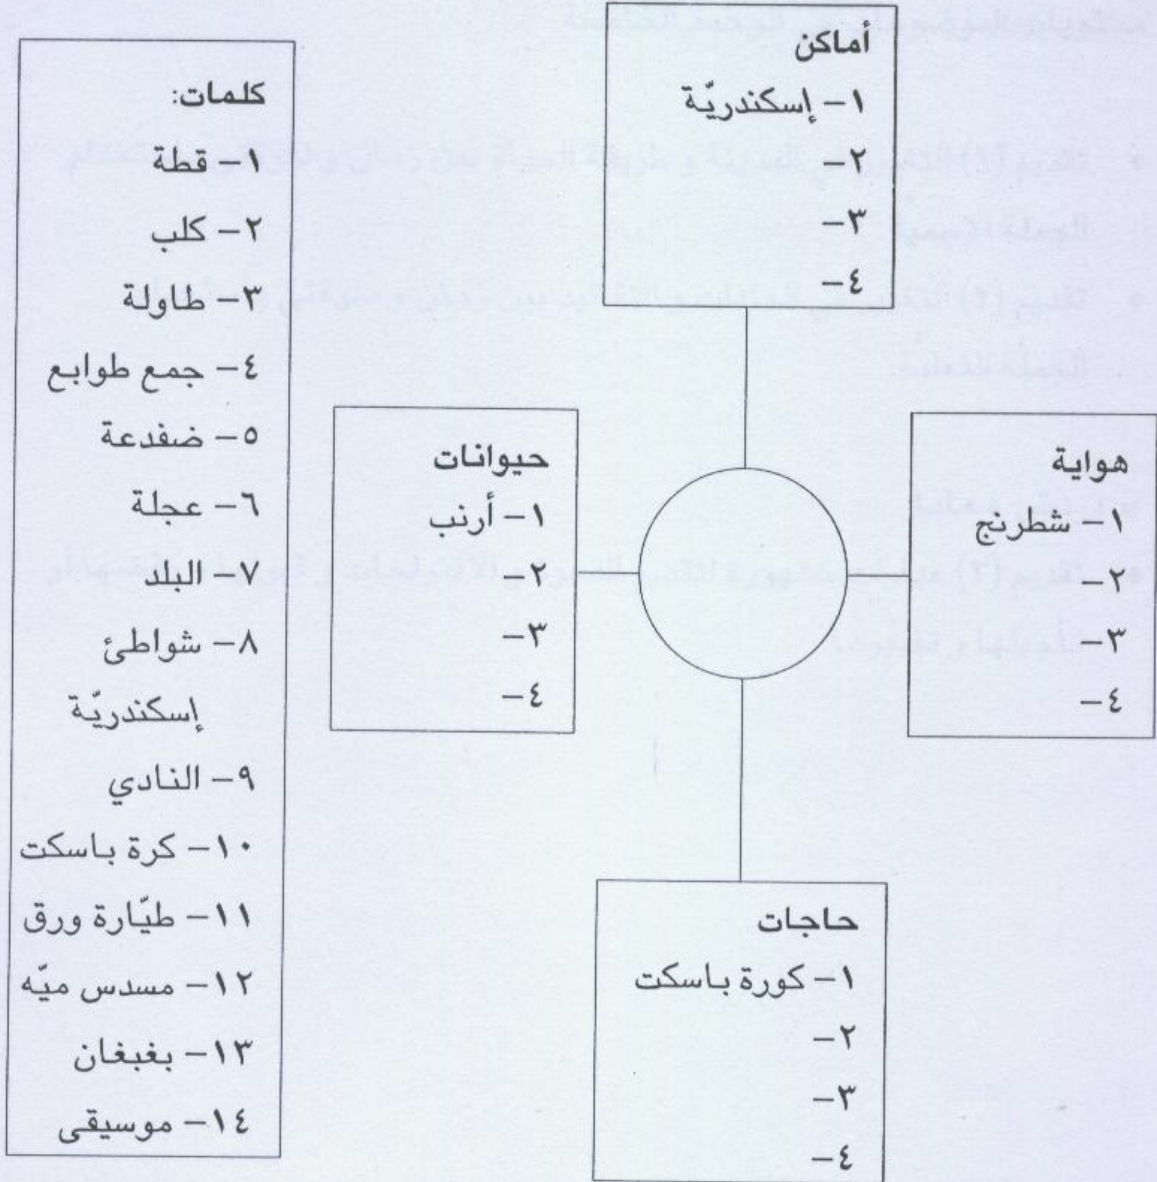 أماكن
١- إسكندريّة
٢-
٣-
٤-
هواية
١- شطرنج
٢-
٣-
٤-
حيوانات
١- أرنب
٢-
٣-
٤-
حاجات
١- كورة باسكت
٢-
٣-
٤-
كلمات:
١- قطة
٢- كلب
٣- طاولة
٤- جمع طوابع
٥- ضفدعة
٦- عجلة
٧- البلد
٨- شواطئ
إسكندريّة
٩- النادي
١٠- كرة باسكت
١١- طيّارة ورق
١٢- مسدس ميّه
١٣- بغبغان
١٤- موسيقى